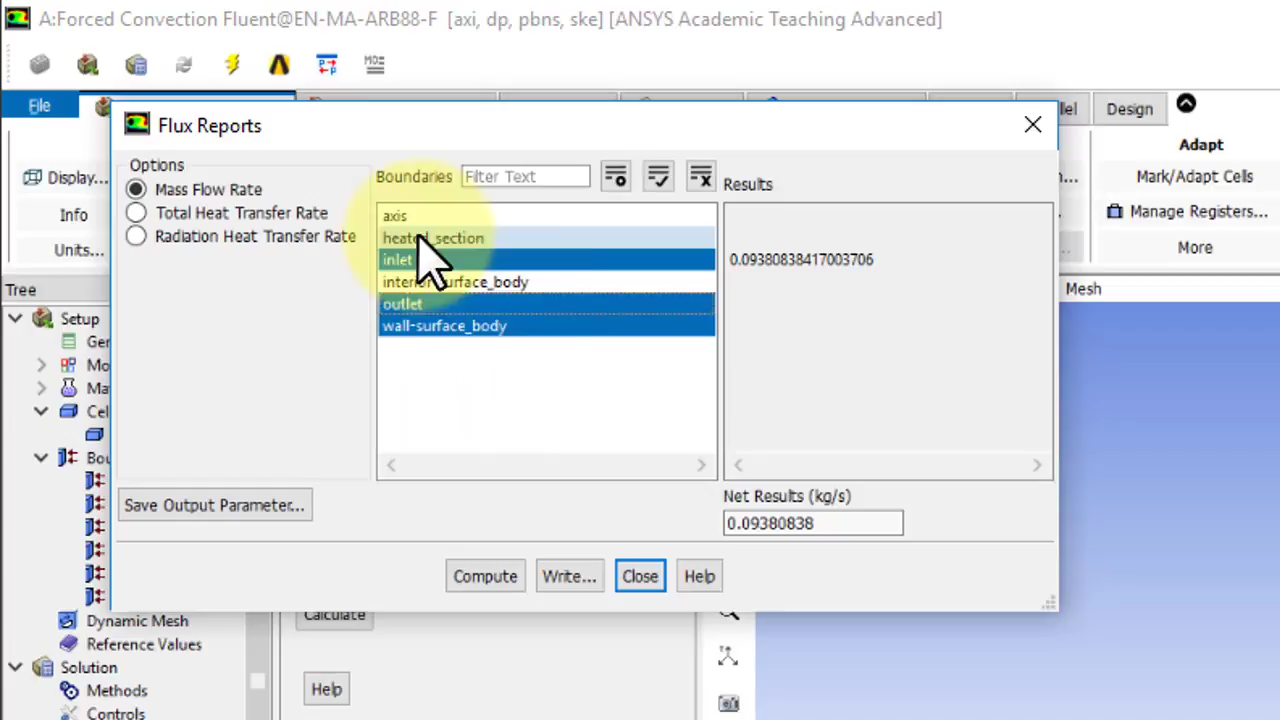 A:Forced Convection Fluent@EN-MA-ARB88-F [axi, dp, pbns, ske] [ANSYS Academic Teaching Advanced]
File
Design
Flux Reports
Options
Mass Flow Rate
Total Heat Transfer Rate
Radiation Heat Transfer Rate
Boundaries
Filter Text
axis
heated_section
inlet
interior-surface_body
outlet
wall-surface_body
Results
0.09380838417003706
Save Output Parameter...
Net Results (kg/s)
0.09380838
Compute
Write...
Close
Help
Display...
Info
Units...
Adapt
Mark/Adapt Cells
Manage Registers...
More
Mesh
Tree
Setup
Dynamic Mesh
Reference Values
Solution
Methods
Controls
Calculate
Help